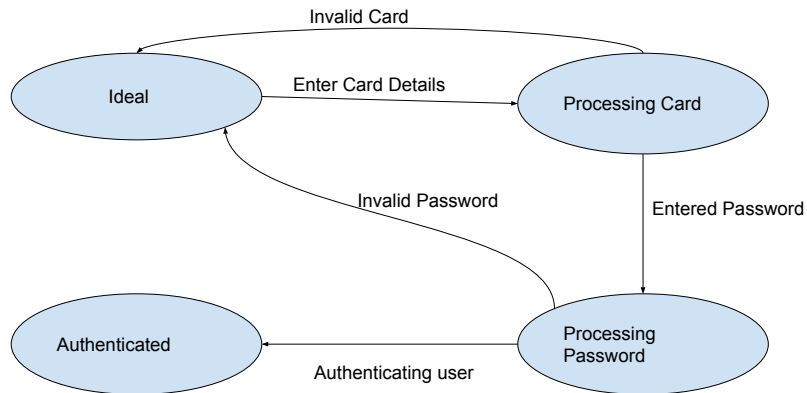 Invalid Card
Ideal
Enter Card Details
Processing Card
Invalid Password
Entered Password
Authenticated
Processing
Password
Authenticating user